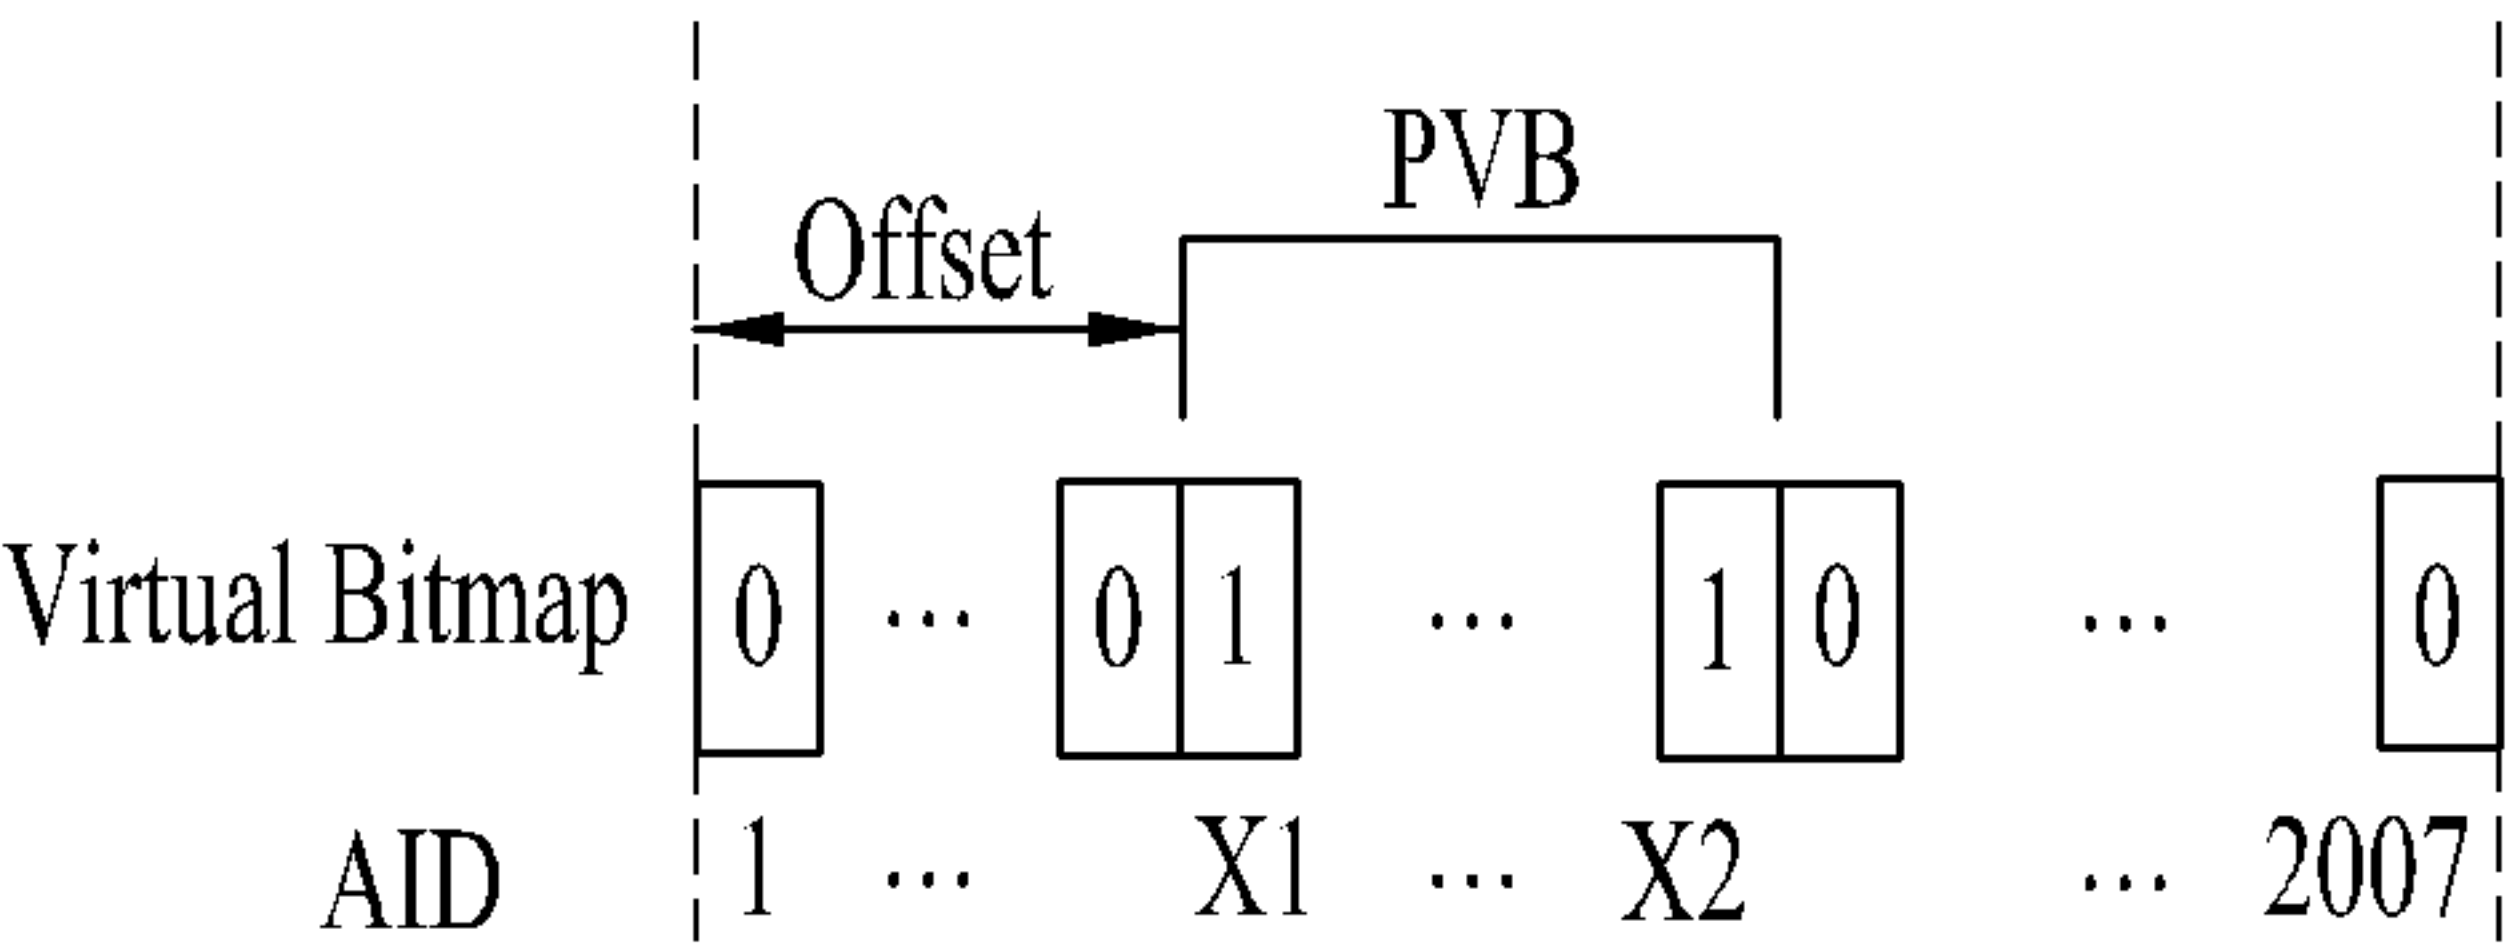 PVB
Offset
Virtual Bitmap 0 ... 0 1 ... 1 0 ... 0
AID 1 ... X1 ... X2 ... 2007